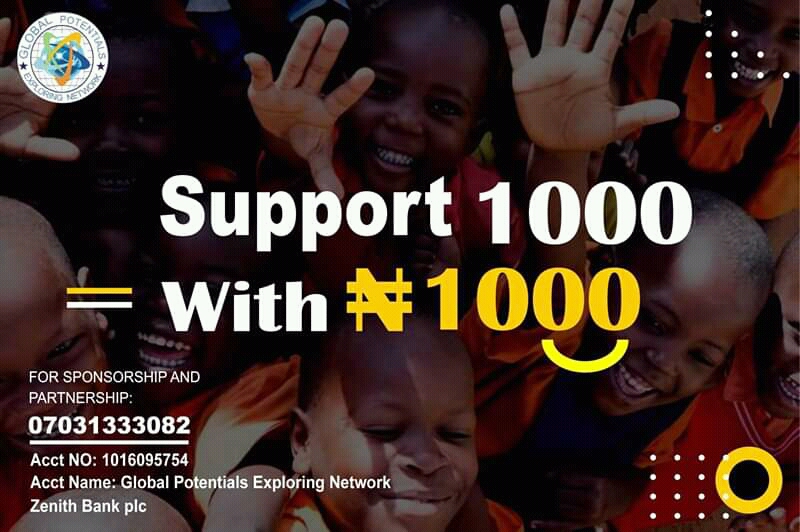 GLOBAL POTENTIALS
EXPLORING NETWORK
Support 1000
With ₦1000
FOR SPONSORSHIP AND
PARTNERSHIP:
07031333082
Acct NO: 1016095754
Acct Name: Global Potentials Exploring Network
Zenith Bank plc